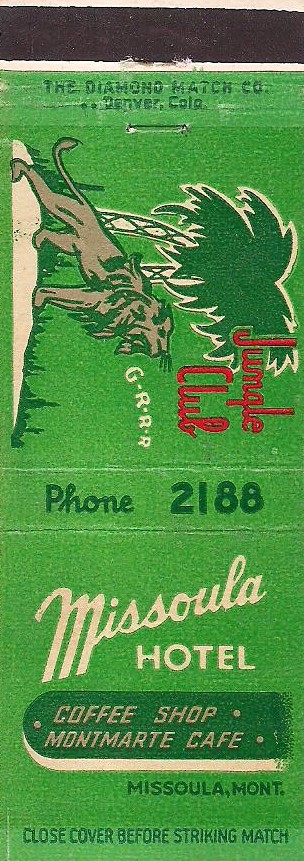 THE DIAMOND MATCH CO.
Denver, Colo.
Jungle
Club
G-R-R-R
Phone 2188
Missoula
HOTEL
• COFFEE SHOP •
MONTMARTE CAFE •
MISSOULA, MONT.
CLOSE COVER BEFORE STRIKING MATCH